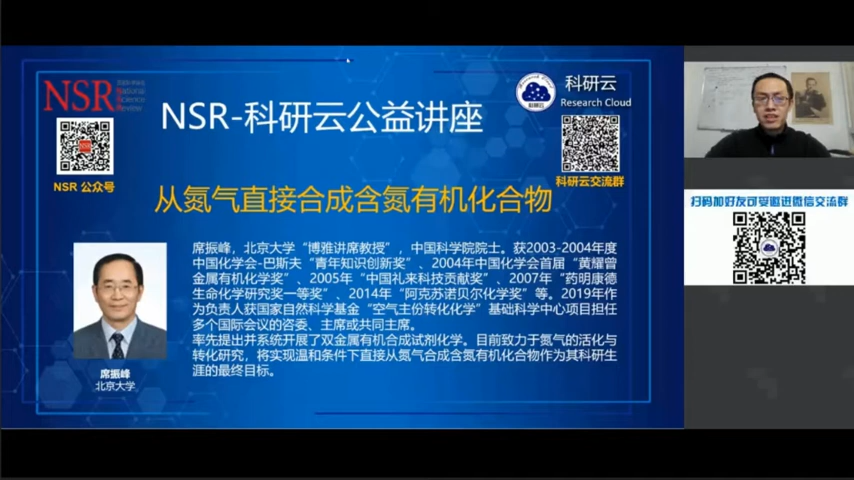 NSR
National
Science
Review
科研云
Research Cloud
NSR-科研云公益讲座
NSR 公众号
科研云交流群
从氮气直接合成含氮有机化合物
席振峰，北京大学“博雅讲席教授”，中国科学院院士。获2003-2004年度
中国化学会-巴斯夫“青年知识创新奖”、2004年中国化学会首届“黄耀曾
金属有机化学奖”、2005年“中国礼来科技贡献奖”、2007年“药明康德
生命化学研究奖一等奖”、2014年“阿克苏诺贝尔化学奖”等。2019年作
为负责人获国家自然科学基金“空气主份转化化学”基础科学中心项目担任
多个国际会议的咨委、主席或共同主席。
率先提出并系统开展了双金属有机合成试剂化学。目前致力于氮气的活化与
转化研究，将实现温和条件下直接从氮气合成含氮有机化合物作为其科研生
涯的最终目标。
席振峰
北京大学
扫码加好友可受邀进微信交流群